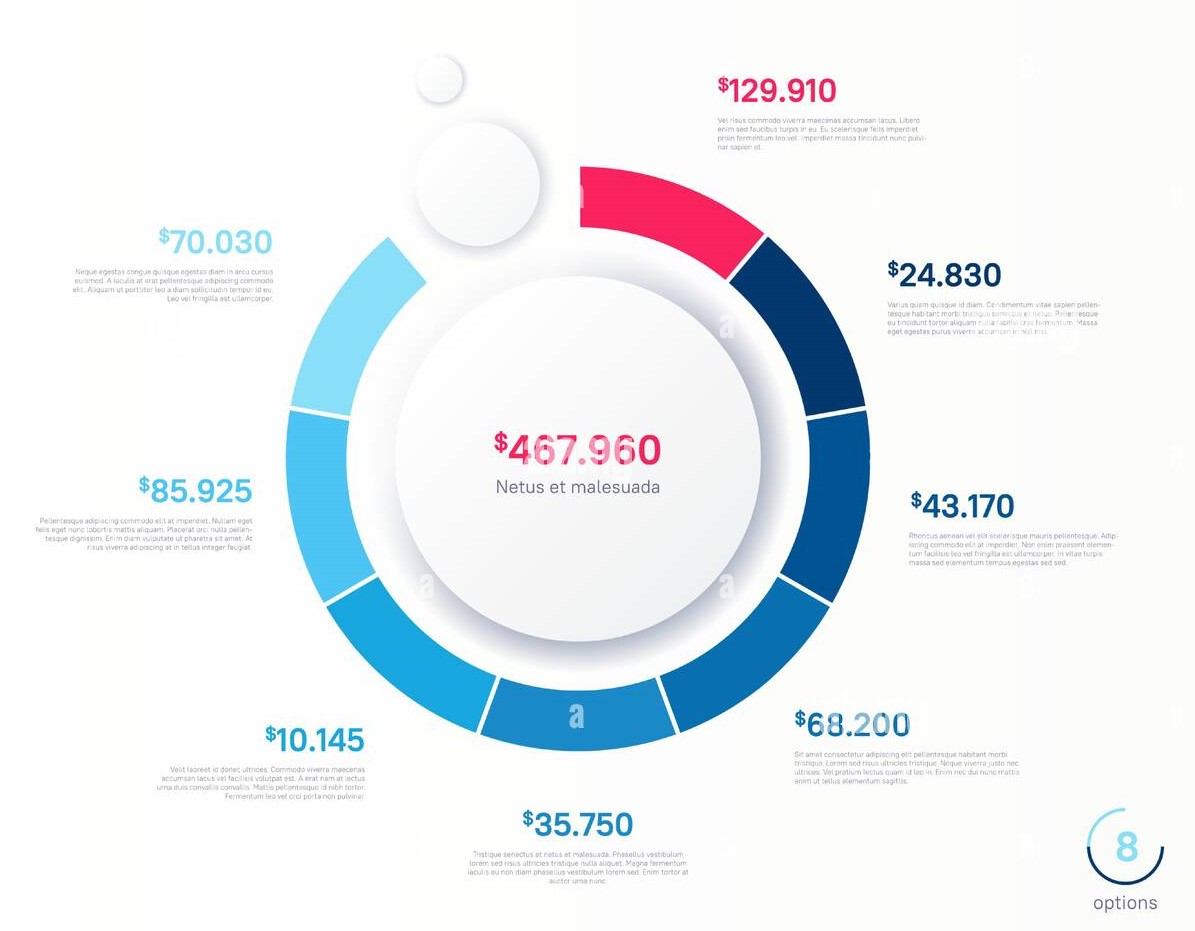 $129.910
Vel risus commodo viverra maecenas accumsan lacus. Libero
enim sed faucibus turpis in eu. Eu scelerisque felis imperdiet
proin fermentum leo vel. Imperdiet massa tincidunt nunc pulvi-
nar sapien et.
$70.030
Neque egestas congue quisque egestas diam in arcu cursus
euismod. A iaculis at erat pellentesque adipiscing commodo
elit. Aliquam ut porttitor leo a diam sollicitudin tempor id eu.
Leo vel fringilla est ullamcorper.
$24.830
Varius quam quisque id diam. Condimentum vitae sapien pellen-
tesque habitant morbi tristique senectus et netus. Pellentesque
eu tincidunt tortor aliquam nulla facilisi cras fermentum. Massa
eget egestas purus viverra accumsan in nisl nisi.
$467.960
Netus et malesuada
$85.925
Pellentesque adipiscing commodo elit at imperdiet. Nullam eget
felis eget nunc lobortis mattis aliquam. Placerat orci nulla pellen-
tesque dignissim. Enim diam vulputate ut pharetra sit amet. At
risus viverra adipiscing at in tellus integer feugiat.
$43.170
Rhoncus aenean vel elit scelerisque mauris pellentesque. Adip-
iscing commodo elit at imperdiet. Non enim praesent elemen-
tum facilisis leo vel fringilla est ullamcorper. In vitae turpis
massa sed elementum tempus egestas sed sed.
$10.145
Velit laoreet id donec ultrices. Commodo viverra maecenas
accumsan lacus vel facilisis volutpat est. A erat nam at lectus
urna duis convallis convallis. Mattis pellentesque id nibh tortor.
Fermentum leo vel orci porta non pulvinar.
$68.200
Sit amet consectetur adipiscing elit pellentesque habitant morbi
tristique. Lorem sed risus ultricies tristique. Neque viverra justo nec
ultrices. Vel pretium lectus quam id leo in. Enim nec dui nunc mattis
enim ut tellus elementum sagittis.
$35.750
Tristique senectus et netus et malesuada. Phasellus vestibulum
lorem sed risus ultricies tristique nulla aliquet. Magna fermentum
iaculis eu non diam phasellus vestibulum lorem sed. Enim tortor at
auctor urna nunc.
8
options
a
a
a
a